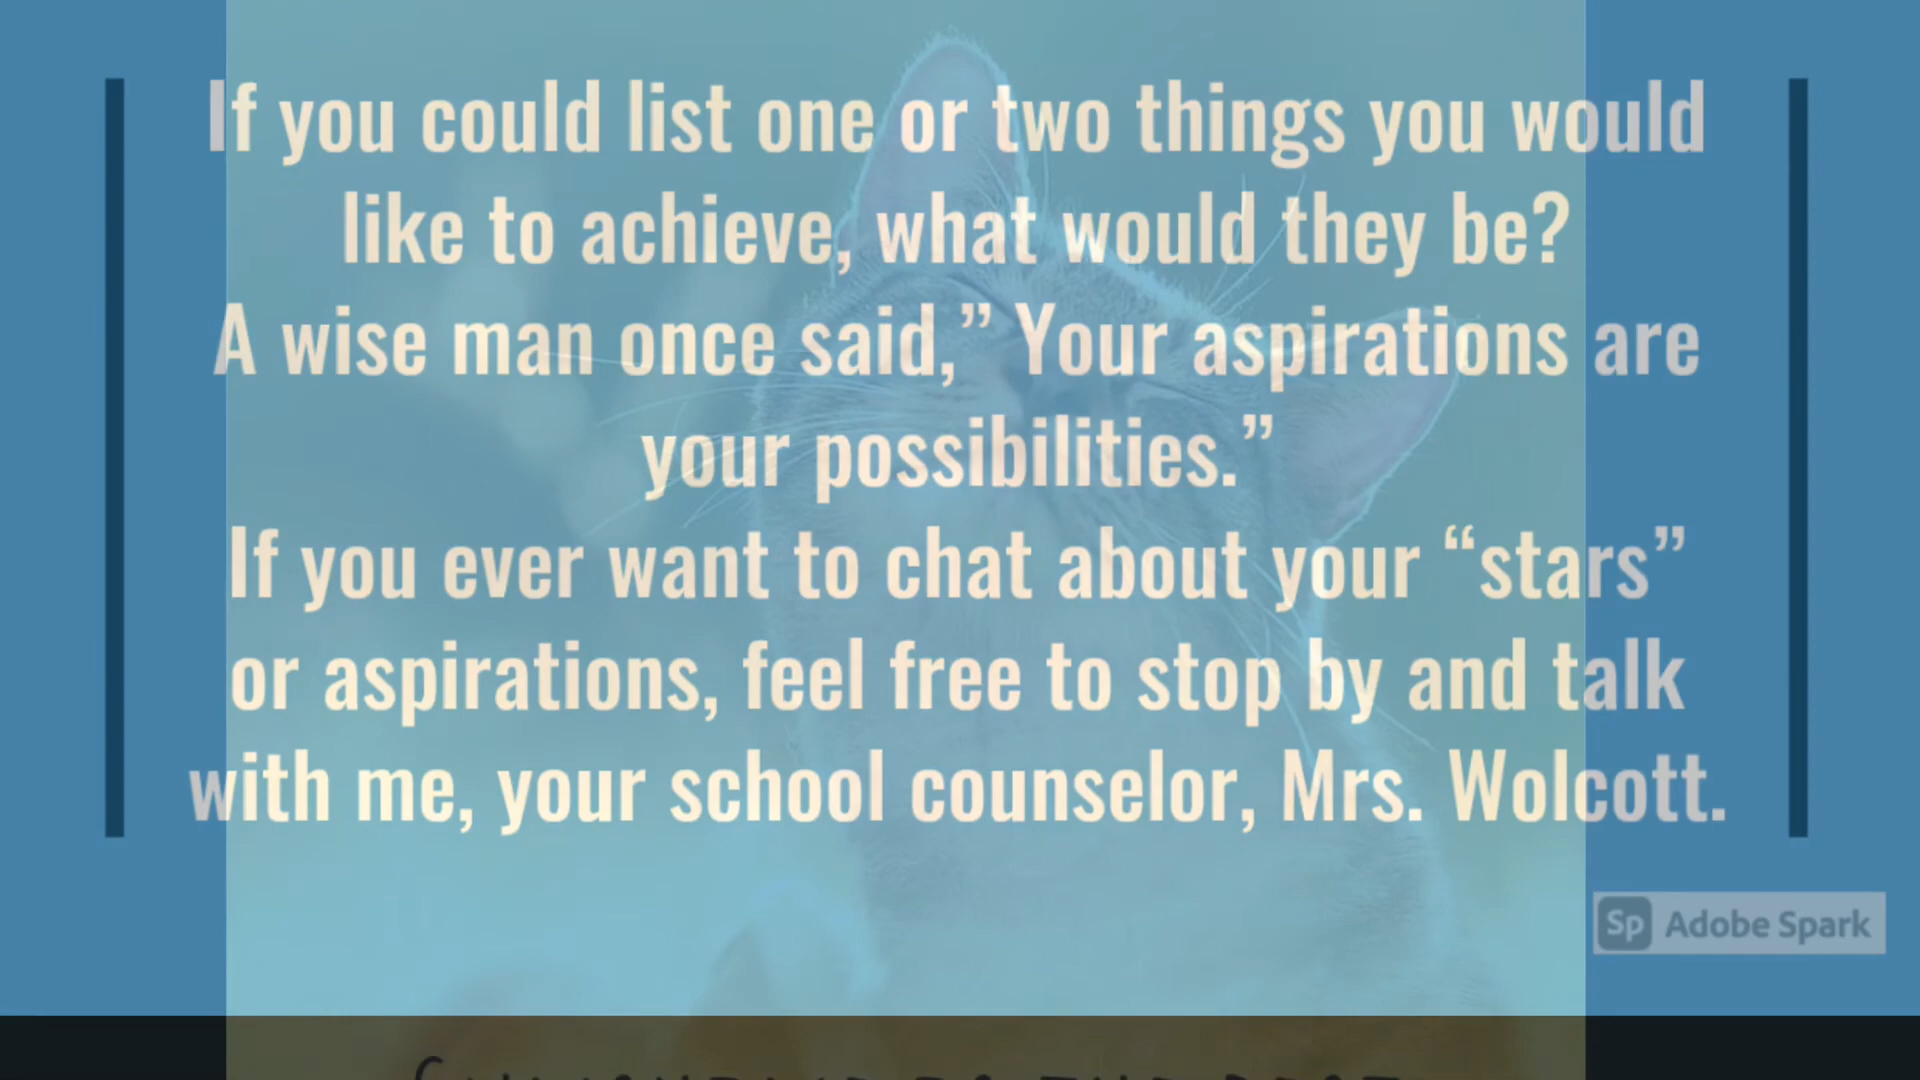 If you could list one or two things you would
like to achieve, what would they be?
A wise man once said,” Your aspirations are
your possibilities.”
If you ever want to chat about your “stars”
or aspirations, feel free to stop by and talk
with me, your school counselor, Mrs. Wolcott.
Sp Adobe Spark